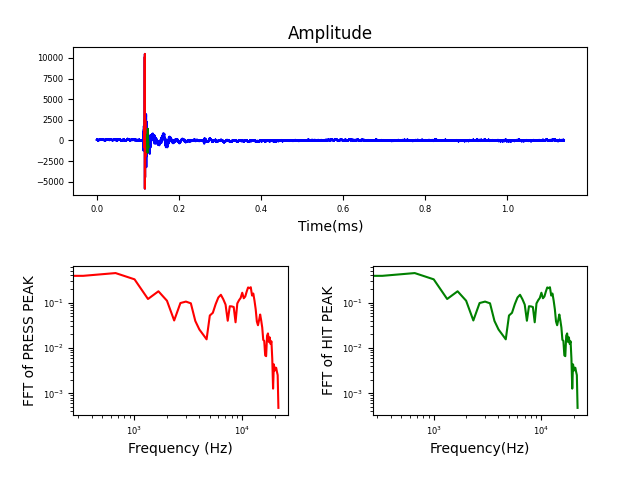 Amplitude
10000
7500
5000
2500
0
−2500
−5000
0.0 0.2 0.4 0.6 0.8 1.0
Time(ms)
FFT of PRESS PEAK
10⁻¹
10⁻²
10⁻³
10³ 10⁴
Frequency (Hz)
FFT of HIT PEAK
10⁻¹
10⁻²
10⁻³
10³ 10⁴
Frequency(Hz)